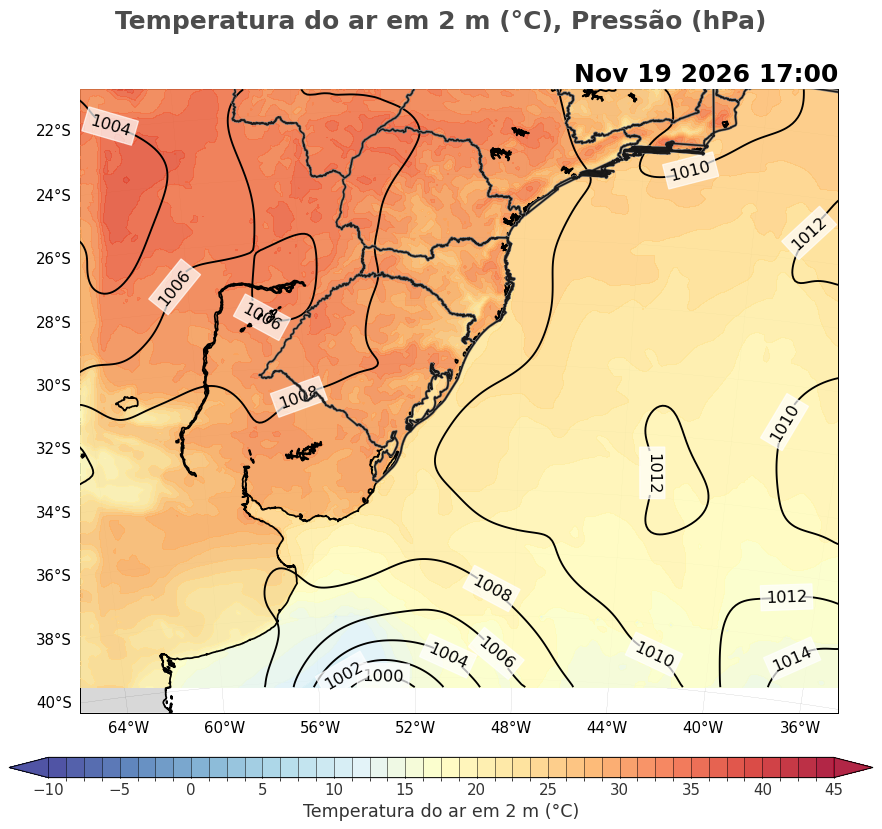 Temperatura do ar em 2 m (°C), Pressão (hPa)
Nov 19 2026 17:00
22°S
24°S
26°S
28°S
30°S
32°S
34°S
36°S
38°S
40°S
1004
1010
1012
1006
1006
1008
1010
1012
1008
1012
1006
1004
1010
1014
1002
1000
64°W 60°W 56°W 52°W 48°W 44°W 40°W 36°W
−10 −5 0 5 10 15 20 25 30 35 40 45
Temperatura do ar em 2 m (°C)